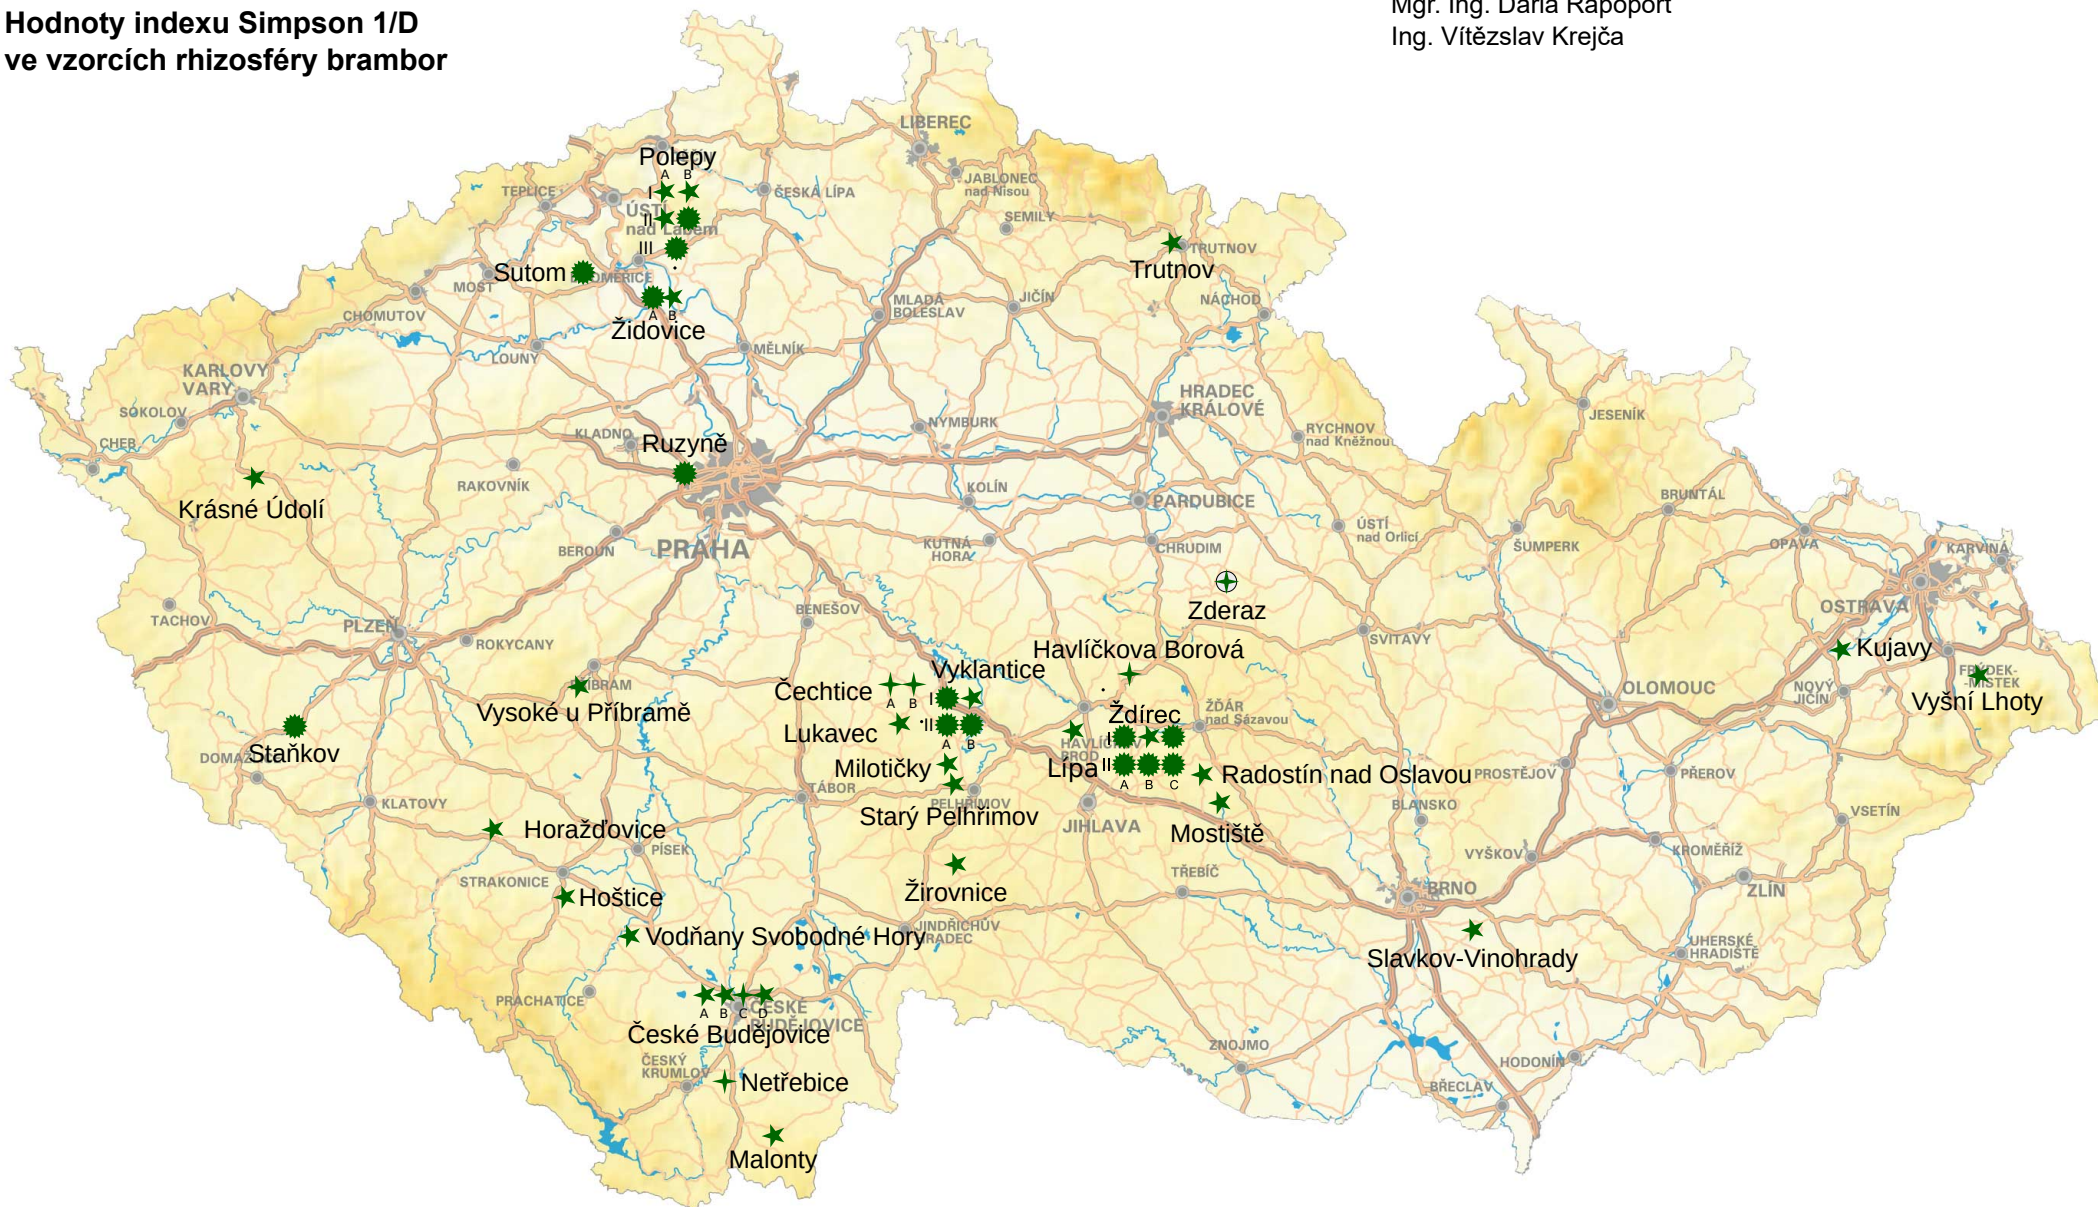 Hodnoty indexu Simpson 1/D
ve vzorcích rhizosféry brambor
Mgr. Ing. Daria Rapoport
Ing. Vítězslav Krejča
LIBEREC
Polepy
A B
I
TEPLICE
ČESKÁ LÍPA
JABLONEC
nad Nisou
ÚSTÍ
nad Labem
II
SEMILY
III
TRUTNOV
Trutnov
Sutom
MOST
Židovice
A B
CHOMUTOV
MLADÁ
BOLESLAV
JIČÍN
NÁCHOD
LOUNY
MĚLNÍK
KARLOVY
VARY
SOKOLOV
HRADEC
KRÁLOVÉ
JESENÍK
CHEB
KLADNO
Ruzyně
NYMBURK
RYCHNOV
nad Kněžnou
Krásné Údolí
RAKOVNÍK
KOLÍN
PARDUBICE
BRUNTÁL
BEROUN
PRAHA
KUTNÁ
HORA
CHRUDIM
ÚSTÍ
nad Orlicí
ŠUMPERK
OPAVA
KARVINÁ
TACHOV
PLZEŇ
ROKYCANY
BENEŠOV
Zderaz
SVITAVY
OSTRAVA
Havlíčkova Borová
Kujavy
Vyklantice
PŘÍBRAM
Čechtice
A B
I
Vysoké u Příbramě
OLOMOUC
NOVÝ
JIČÍN
FRÝDEK-
-MÍSTEK
Vyšní Lhoty
Lukavec
II
A B
Ždírec
ŽĎÁR
nad Sázavou
I
HAVLÍČKŮV
BROD
Staňkov
Milotičky
Lípa
II
A B C
Radostín nad Oslavou
PROSTĚJOV
PŘEROV
KLATOVY
TÁBOR
PELHŘIMOV
Starý Pelhřimov
JIHLAVA
Mostiště
BLANSKO
VSETÍN
Horažďovice
PÍSEK
VYŠKOV
KROMĚŘÍŽ
STRAKONICE
Žirovnice
TŘEBÍČ
BRNO
ZLÍN
Hoštice
Vodňany Svobodné Hory
JINDŘICHŮV
HRADEC
Slavkov-Vinohrady
UHERSKÉ
HRADIŠTĚ
PRACHATICE
A B C D
ČESKÉ
BUDĚJOVICE
České Budějovice
ČESKÝ
KRUMLOV
Netřebice
ZNOJMO
HODONÍN
BŘECLAV
Malonty